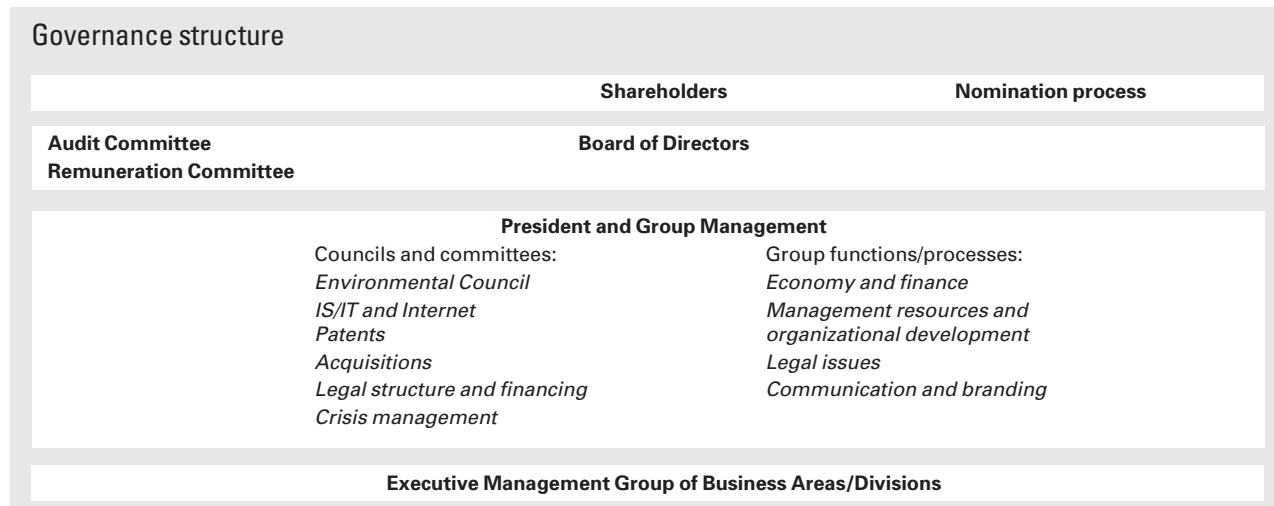 Governance structure
Shareholders
Nomination process
Audit Committee
Remuneration Committee
Board of Directors
President and Group Management
Councils and committees:
Environmental Council
IS/IT and Internet
Patents
Acquisitions
Legal structure and financing
Crisis management
Group functions/processes:
Economy and finance
Management resources and
organizational development
Legal issues
Communication and branding
Executive Management Group of Business Areas/Divisions